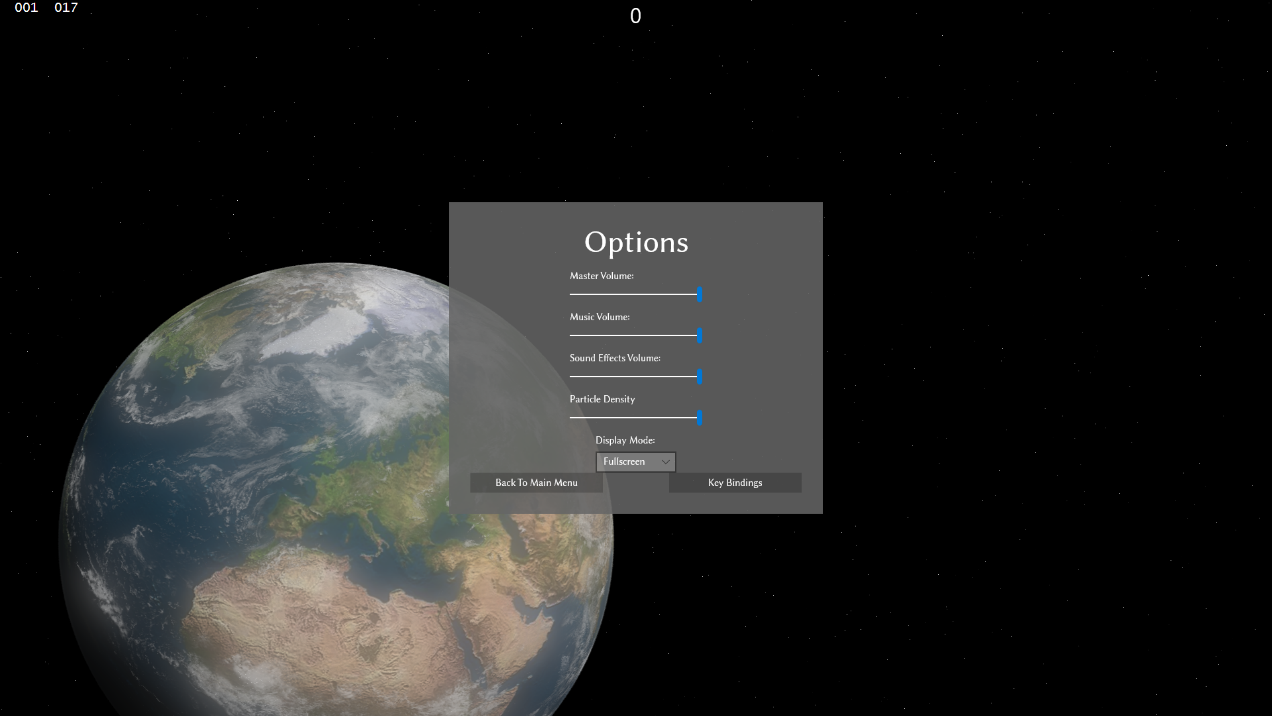 001 017
0
Options
Master Volume:
Music Volume:
Sound Effects Volume:
Particle Density
Display Mode:
Fullscreen
Back To Main Menu
Key Bindings